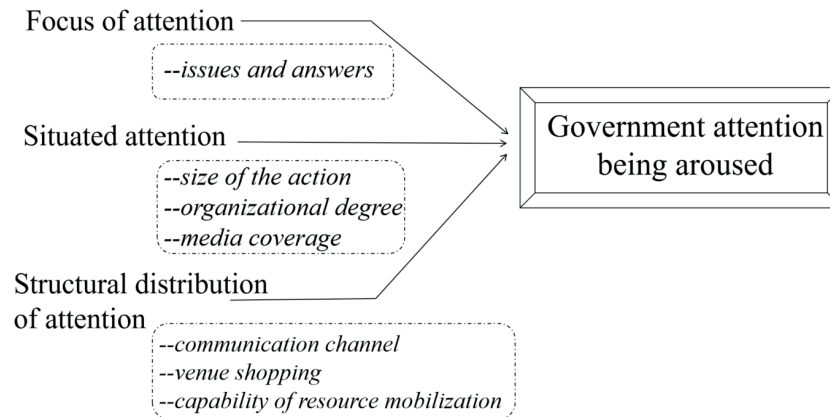 Focus of attention
--issues and answers
Situated attention
--size of the action
--organizational degree
--media coverage
Structural distribution
of attention
--communication channel
--venue shopping
--capability of resource mobilization
Government attention
being aroused